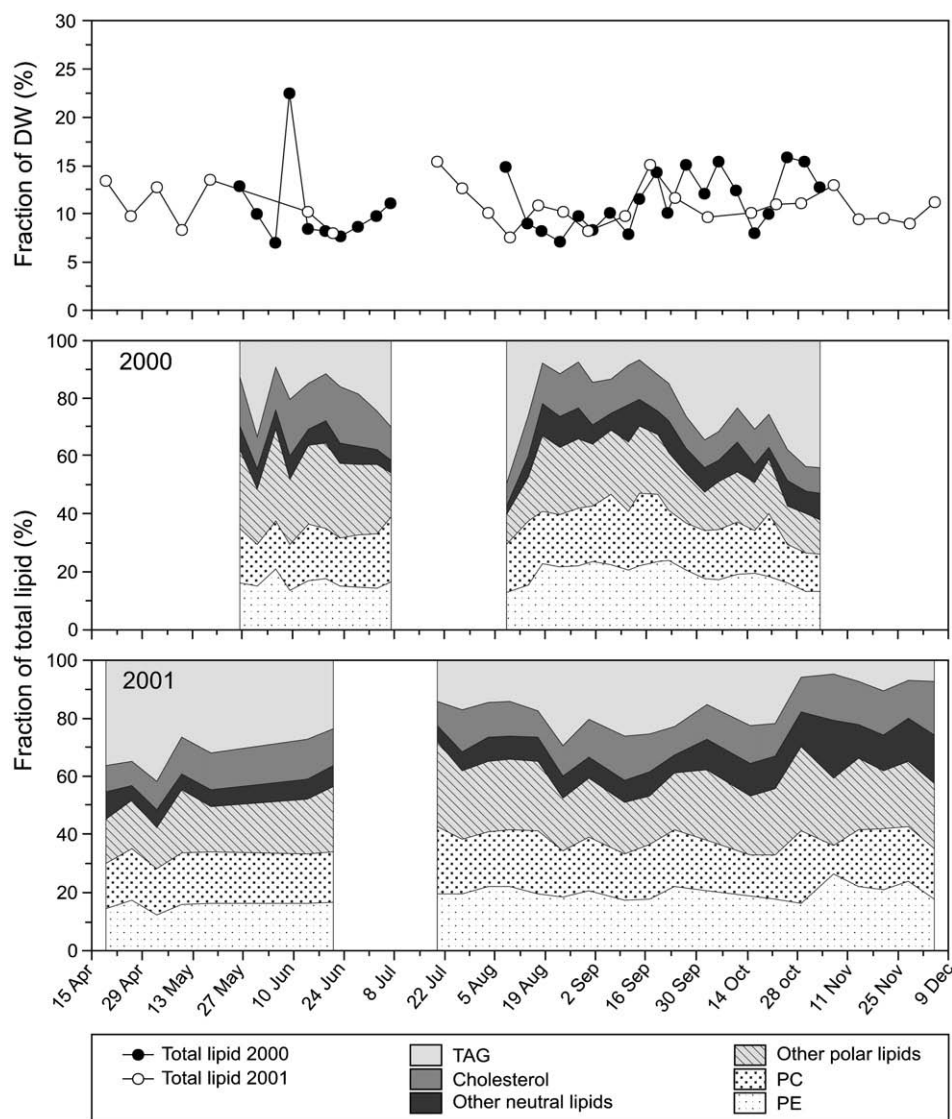 Fraction of DW (%)
30
25
20
15
10
5
0
Fraction of total lipid (%)
2000
100
80
60
40
20
0
2001
100
80
60
40
20
0
15 Apr
29 Apr
13 May
27 May
10 Jun
24 Jun
8 Jul
22 Jul
5 Aug
19 Aug
2 Sep
16 Sep
30 Sep
14 Oct
28 Oct
11 Nov
25 Nov
9 Dec
Total lipid 2000
Total lipid 2001
TAG
Cholesterol
Other neutral lipids
Other polar lipids
PC
PE